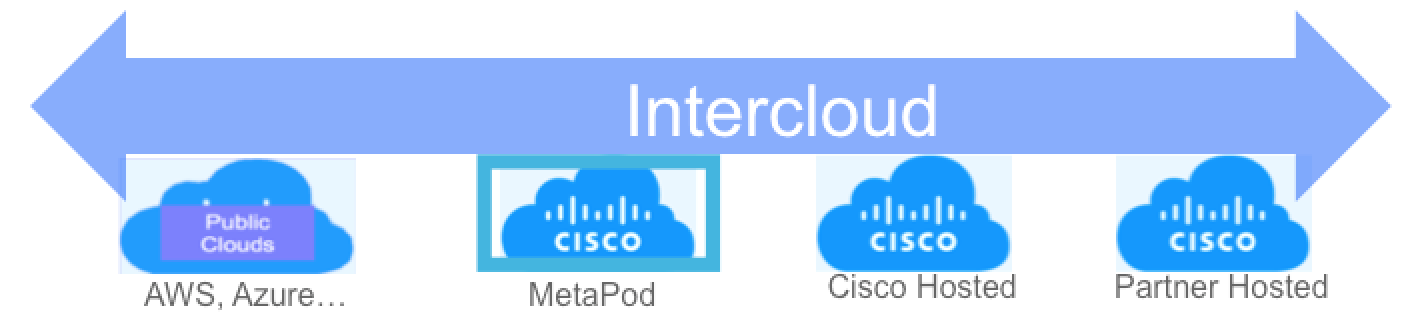 Intercloud
Public
Clouds
CISCO
CISCO
CISCO
AWS, Azure...
MetaPod
Cisco Hosted
Partner Hosted